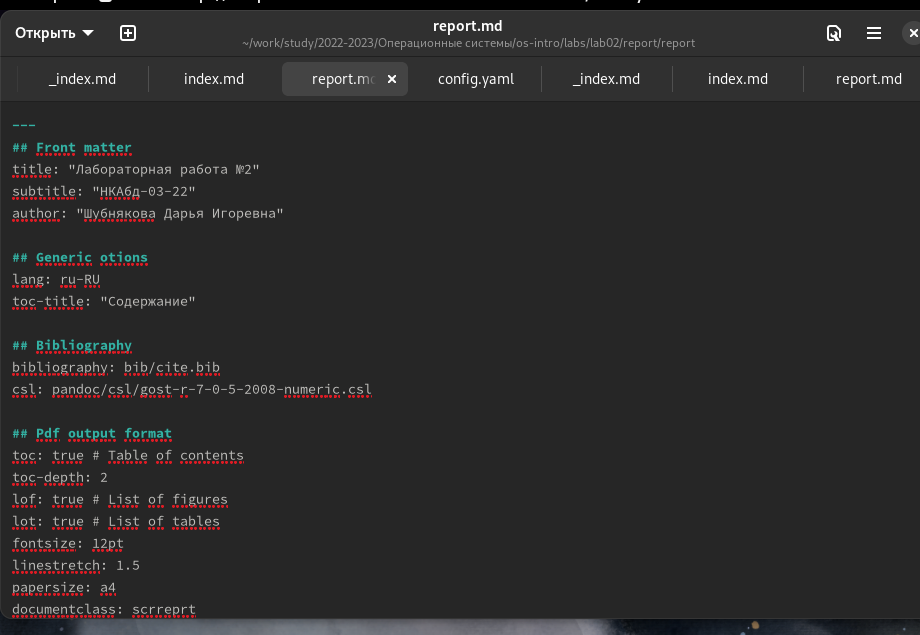 Открыть
report.md
~/work/study/2022-2023/Операционные системы/os-intro/labs/lab02/report/report
_index.md
index.md
report.md
config.yaml
_index.md
index.md
report.md
---
## Front matter
title: "Лабораторная работа №2"
subtitle: "НКАбд-03-22"
author: "Шубнякова Дарья Игоревна"
## Generic otions
lang: ru-RU
toc-title: "Содержание"
## Bibliography
bibliography: bib/cite.bib
csl: pandoc/csl/gost-r-7-0-5-2008-numeric.csl
## Pdf output format
toc: true # Table of contents
toc-depth: 2
lof: true # List of figures
lot: true # List of tables
fontsize: 12pt
linestretch: 1.5
papersize: a4
documentclass: scrreprt